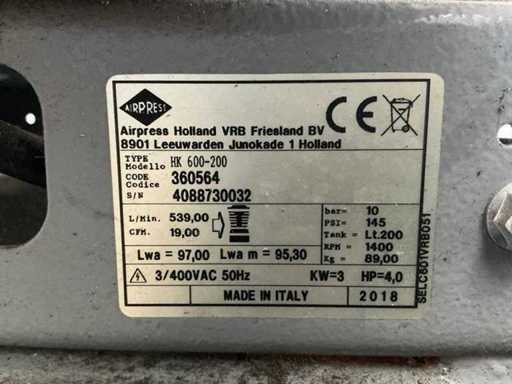 AIRPRESS
Airpress Holland VRB Friesland BV
8901 Leeuwarden Junokade 1 Holland
TYPE
Modello HK 600-200
CODE
Codice 360564
S/N 4088730032
L/Min. 539,00
CFM. 19,00
bar= 10
PSI= 145
Tank = Lt.200
RPM = 1400
Kg = 89,00
Lwa = 97,00 Lwa m = 95,30
3/400VAC 50Hz KW=3 HP=4,0
MADE IN ITALY 2018
SELC601VRB051